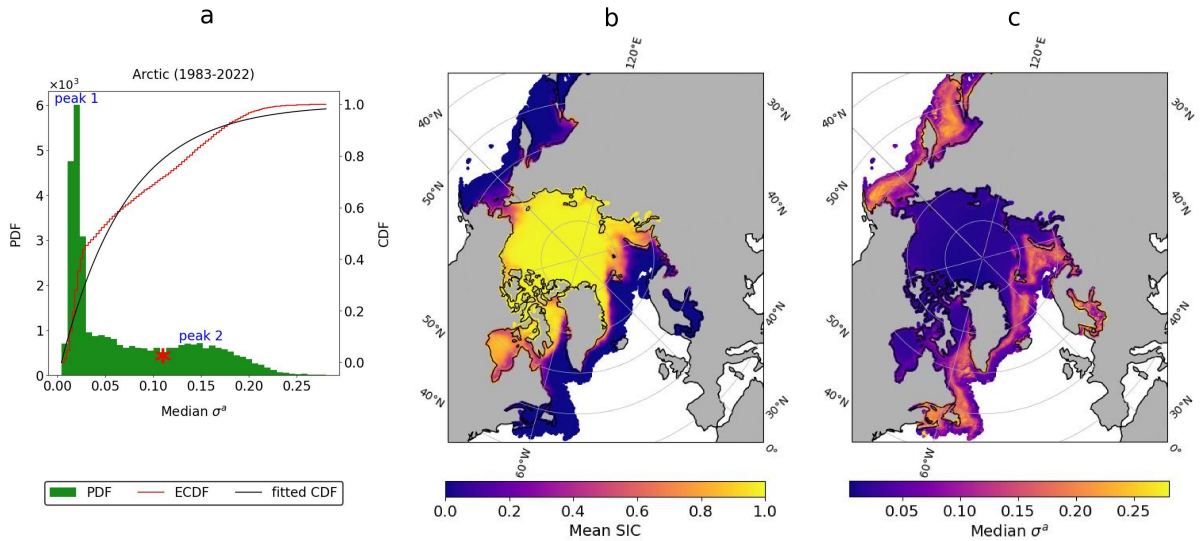 a
Arctic (1983-2022)
×10³
peak 1
peak 2
6
5
4
3
2
1
0
PDF
1.0
0.8
0.6
0.4
0.2
0.0
CDF
0.00 0.05 0.10 0.15 0.20 0.25
Median σᵃ
PDF ECDF fitted CDF
b
120°E
40°N
50°N
50°N
40°N
60°W
30°N
40°N
50°N
50°N
40°N
30°N
0°
0.0 0.2 0.4 0.6 0.8 1.0
Mean SIC
c
120°E
40°N
50°N
50°N
40°N
60°W
30°N
40°N
50°N
50°N
40°N
30°N
0°
0.05 0.10 0.15 0.20 0.25
Median σᵃ